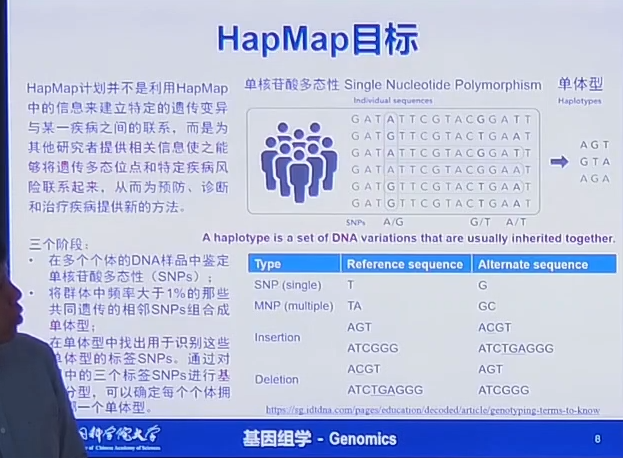 HapMap目标
HapMap计划并不是利用HapMap
中的信息来建立特定的遗传变异
与某一疾病之间的联系，而是为
其他研究者提供相关信息使之能
够将遗传多态位点和特定疾病风
险联系起来，从而为预防、诊断
和治疗疾病提供新的方法。
三个阶段：
• 在多个个体的DNA样品中鉴定
单核苷酸多态性（SNPs）；
• 将群体中频率大于1%的那些
共同遗传的相邻SNPs组合成
单体型；
在单体型中找出用于识别这些
单体型的标签SNPs。通过对
中的三个标签SNPs进行基
分型，可以确定每个个体拥
一个单体型。
单核苷酸多态性 Single Nucleotide Polymorphism
单体型
Individual sequences
Haplotypes
G A T A T T C G T A C G G A T T
G A T G T T C G T A C T G A A T
G A T A T T C G T A C G G A T T
G A T A T T C G T A C G G A A T
G A T G T T C G T A C T G A A T
G A T G T T C G T A C T G A A T
A G T
G T A
A G A
SNPs A/G G/T A/T
A haplotype is a set of DNA variations that are usually inherited together.
Type Reference sequence Alternate sequence
SNP (single) T G
MNP (multiple) TA GC
Insertion
AGT ACGT
ATCGGG ATCTGAGGG
Deletion
ACGT AGT
ATCTGAGGG ATCGGG
https://sg.idtdna.com/pages/education/decoded/article/genotyping-terms-to-know
科学院大学
of Chinese Academy of Sciences
基因组学 - Genomics
8